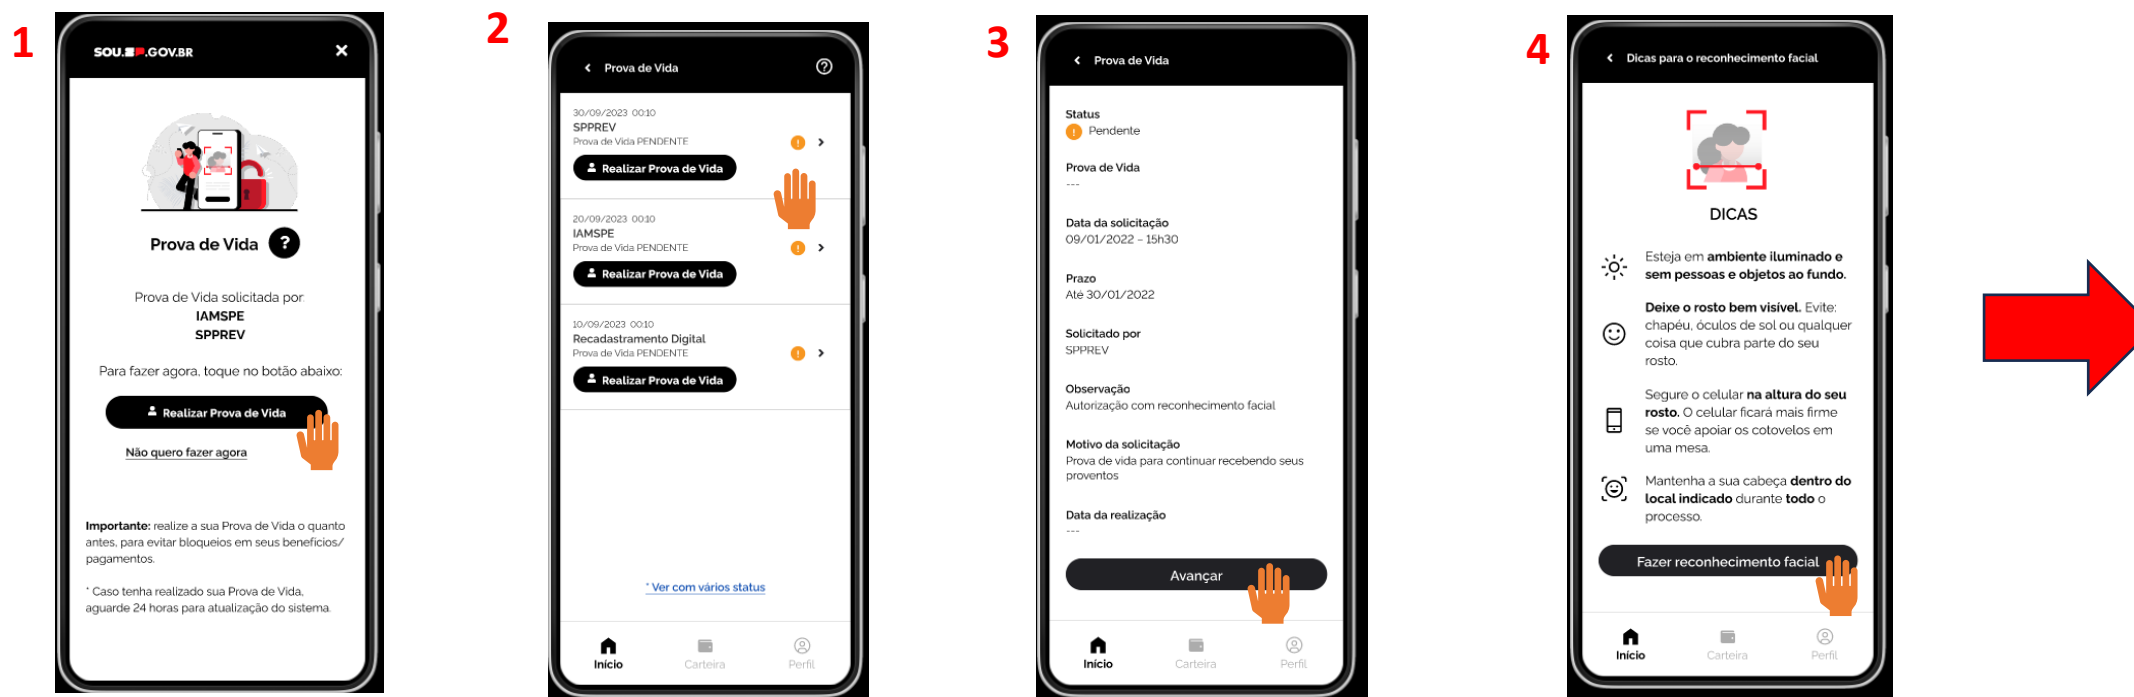 1
SOU.SP.GOV.BR
Prova de Vida ?
Prova de Vida solicitada por:
IAMSPE
SPPREV
Para fazer agora, toque no botão abaixo:
Realizar Prova de Vida
Não quero fazer agora
Importante: realize a sua Prova de Vida o quanto
antes, para evitar bloqueios em seus benefícios/
pagamentos.
* Caso tenha realizado sua Prova de Vida,
aguarde 24 horas para atualização do sistema.
2
Prova de Vida ?
30/09/2023 00:10
SPPREV
Prova de Vida PENDENTE
Realizar Prova de Vida
20/09/2023 00:10
IAMSPE
Prova de Vida PENDENTE
Realizar Prova de Vida
10/09/2023 00:10
Recadastramento Digital
Prova de Vida PENDENTE
Realizar Prova de Vida
* Ver com vários status
Início Carteira Perfil
3
Prova de Vida
Status
Pendente
Prova de Vida
---
Data da solicitação
09/01/2022 – 15h30
Prazo
Até 30/01/2022
Solicitado por
SPPREV
Observação
Autorização com reconhecimento facial
Motivo da solicitação
Prova de vida para continuar recebendo seus
proventos
Data da realização
---
Avançar
Início Carteira Perfil
4
Dicas para o reconhecimento facial
DICAS
Esteja em ambiente iluminado e
sem pessoas e objetos ao fundo.
Deixe o rosto bem visível. Evite:
chapéu, óculos de sol ou qualquer
coisa que cubra parte do seu
rosto.
Segure o celular na altura do seu
rosto. O celular ficará mais firme
se você apoiar os cotovelos em
uma mesa.
Mantenha a sua cabeça dentro do
local indicado durante todo o
processo.
Fazer reconhecimento facial
Início Carteira Perfil